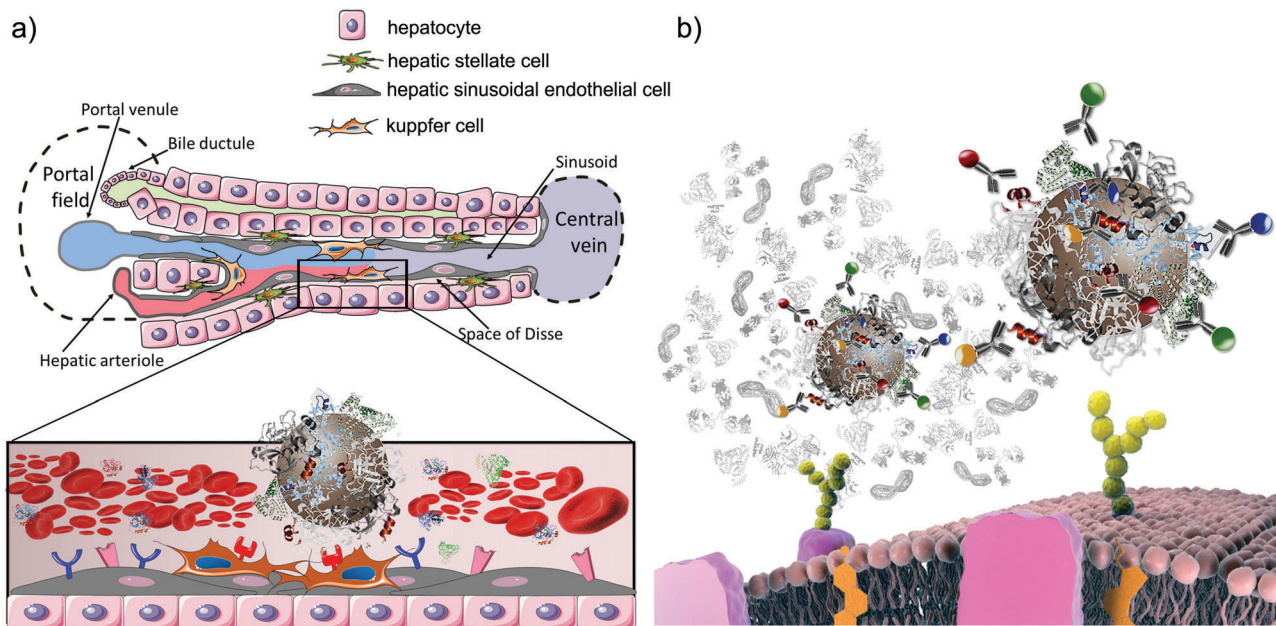 a)
hepatocyte
hepatic stellate cell
hepatic sinusoidal endothelial cell
kuppfer cell
Portal venule
Bile ductule
Portal
field
Sinusoid
Central
vein
Space of Disse
Hepatic arteriole
b)